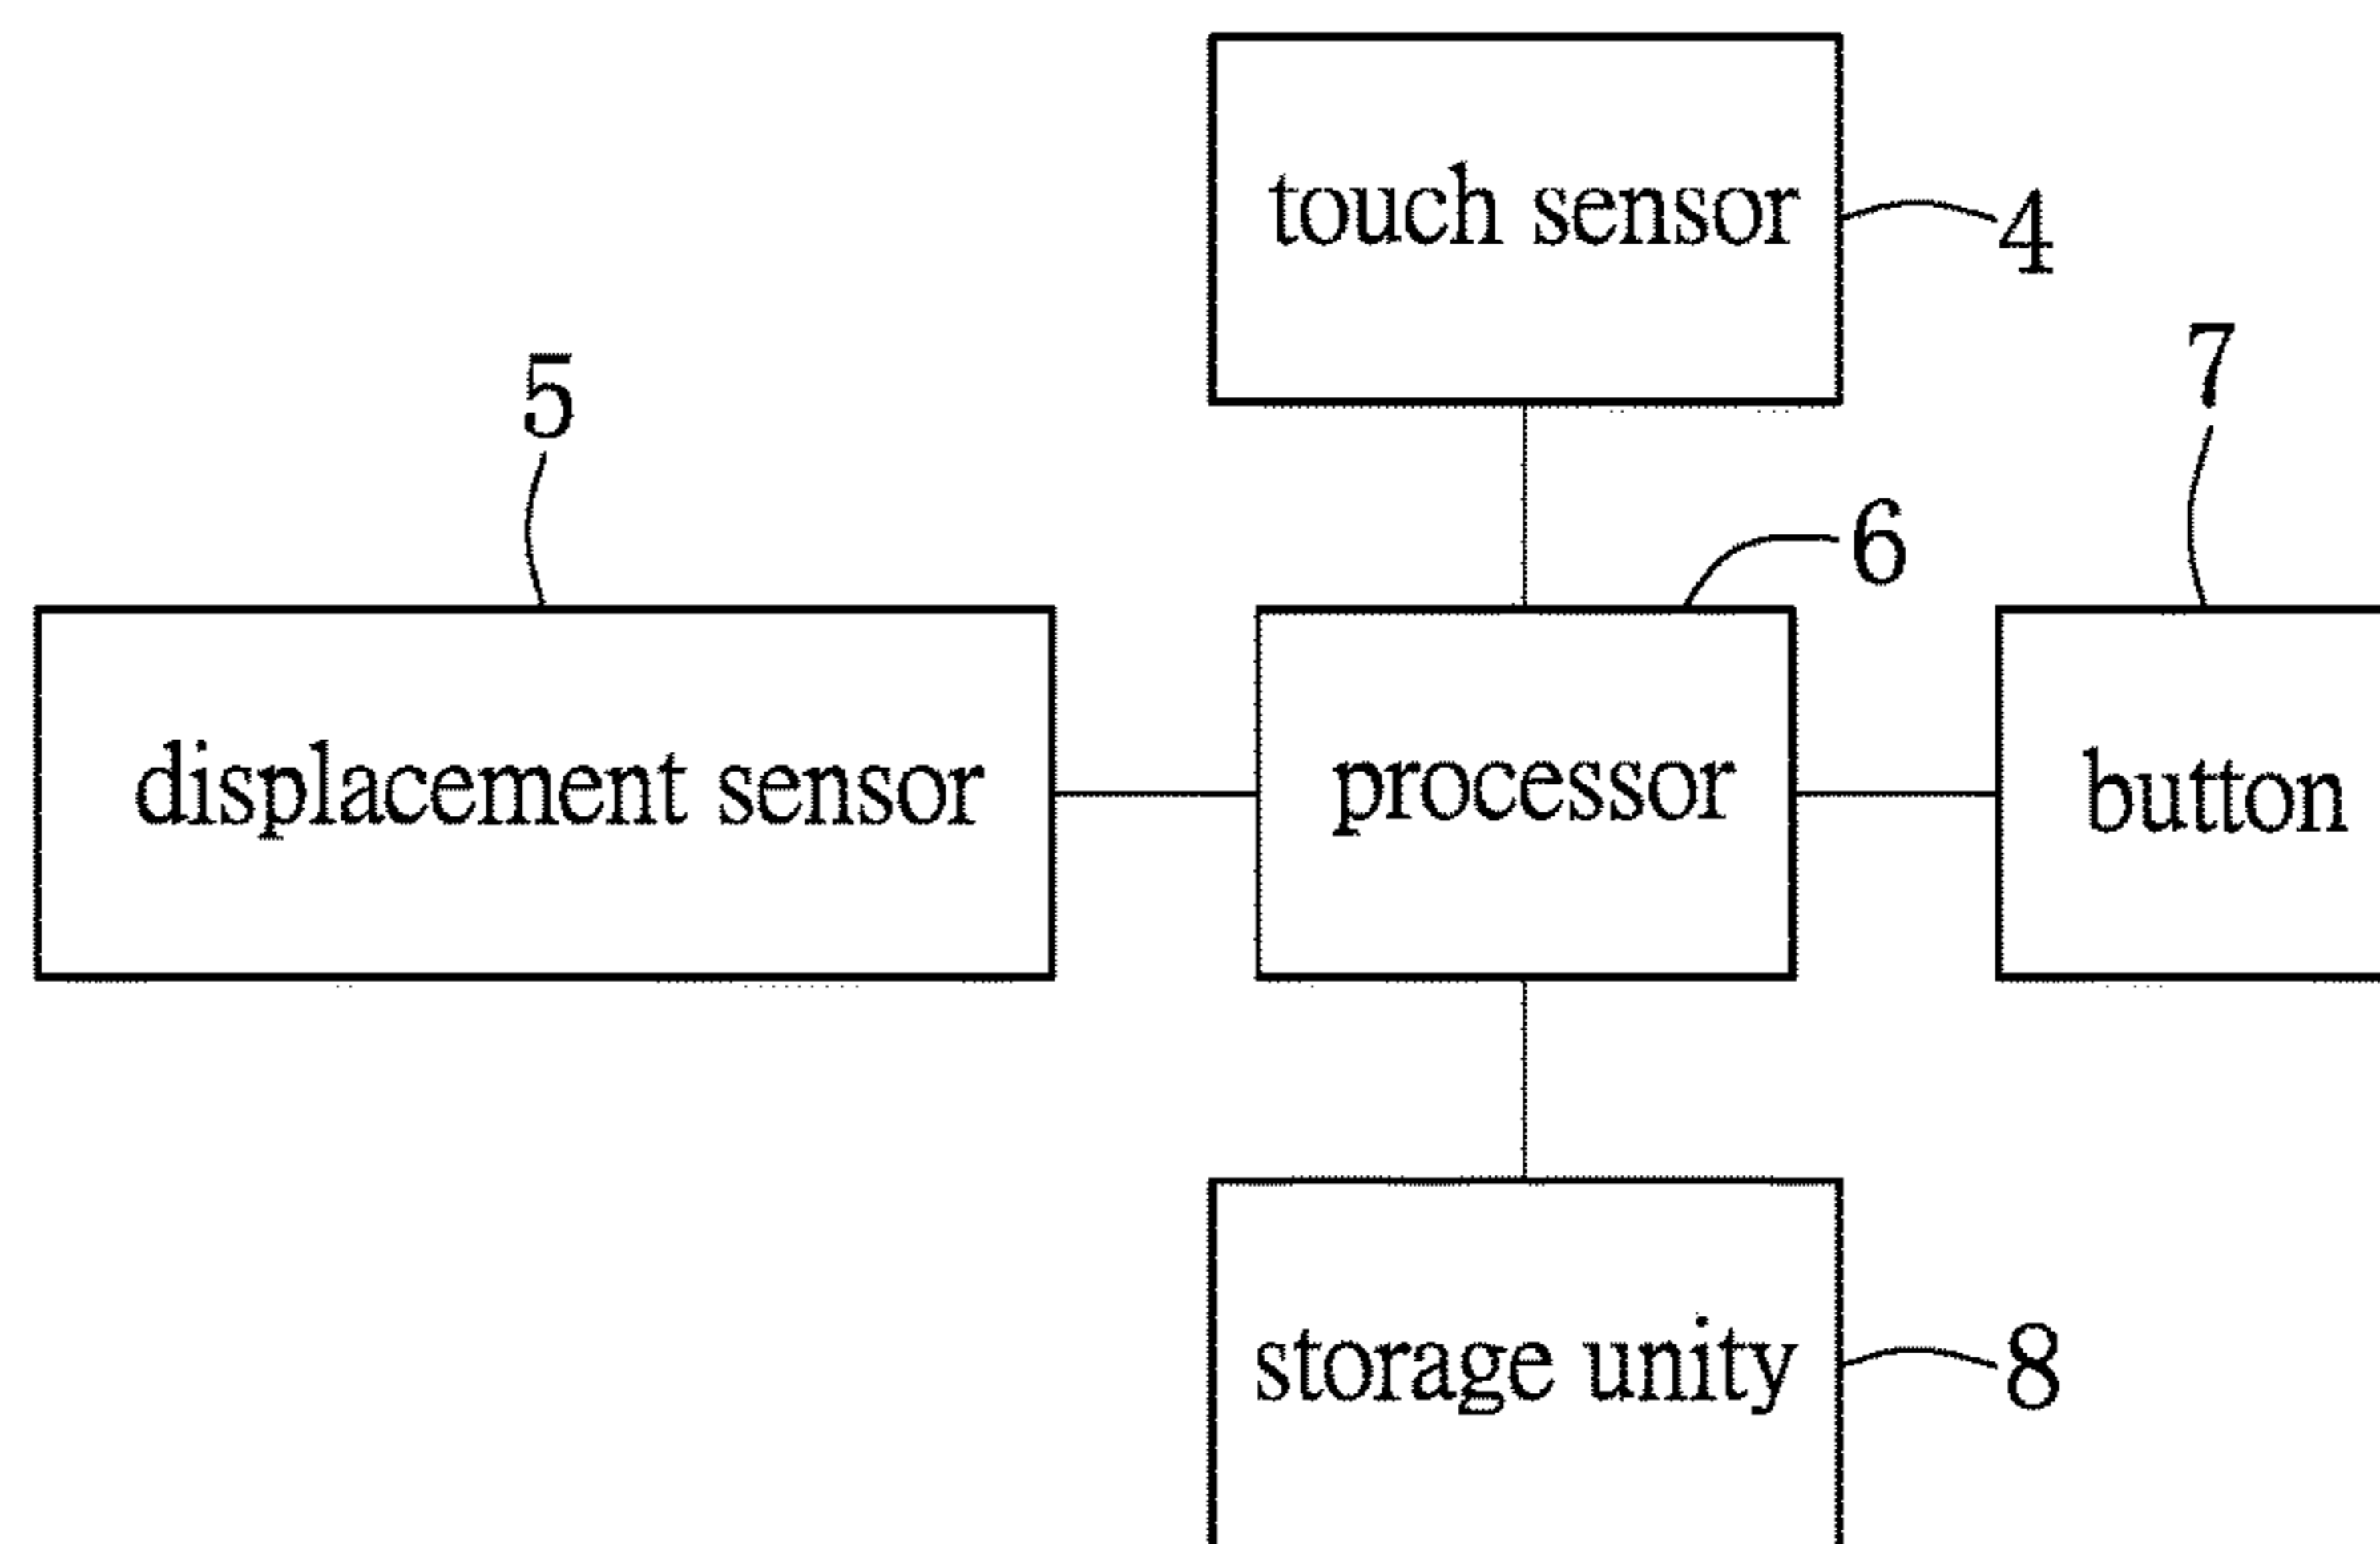 touch sensor
4
5
7
6
displacement sensor
processor
button
storage unity
8